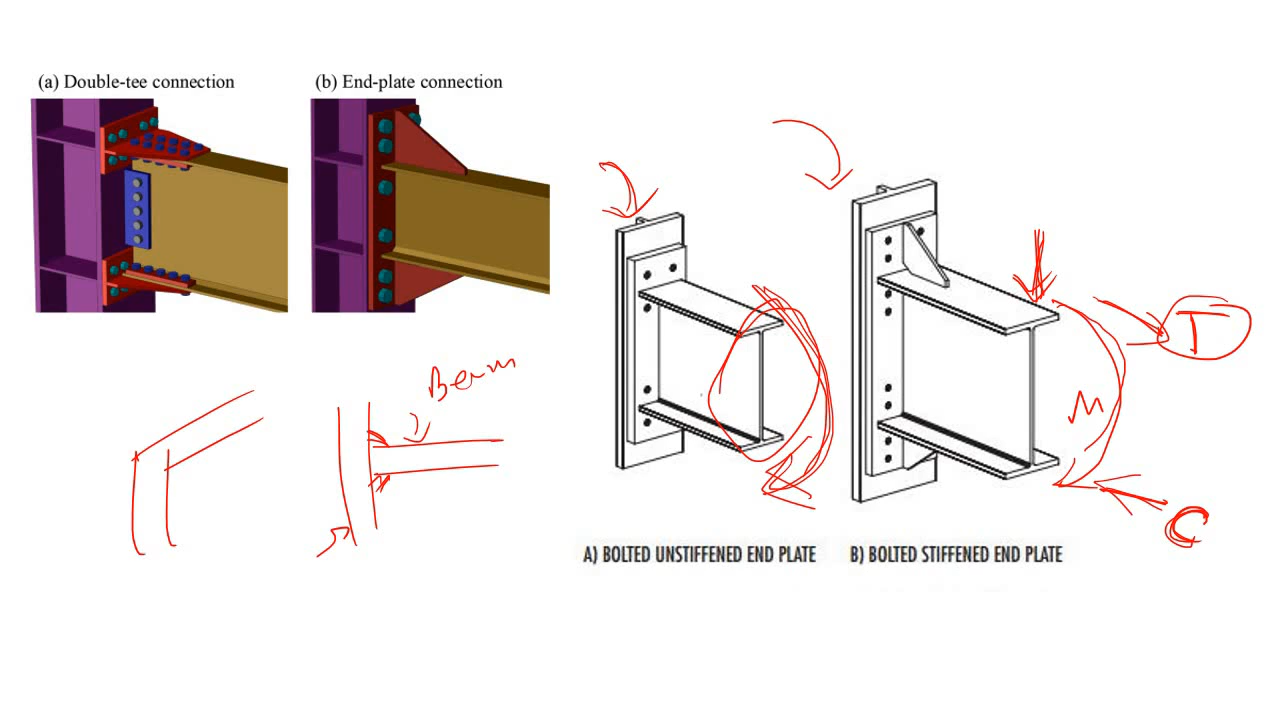 (a) Double-tee connection
(b) End-plate connection
Beam
T
M
C
A) BOLTED UNSTIFFENED END PLATE
B) BOLTED STIFFENED END PLATE